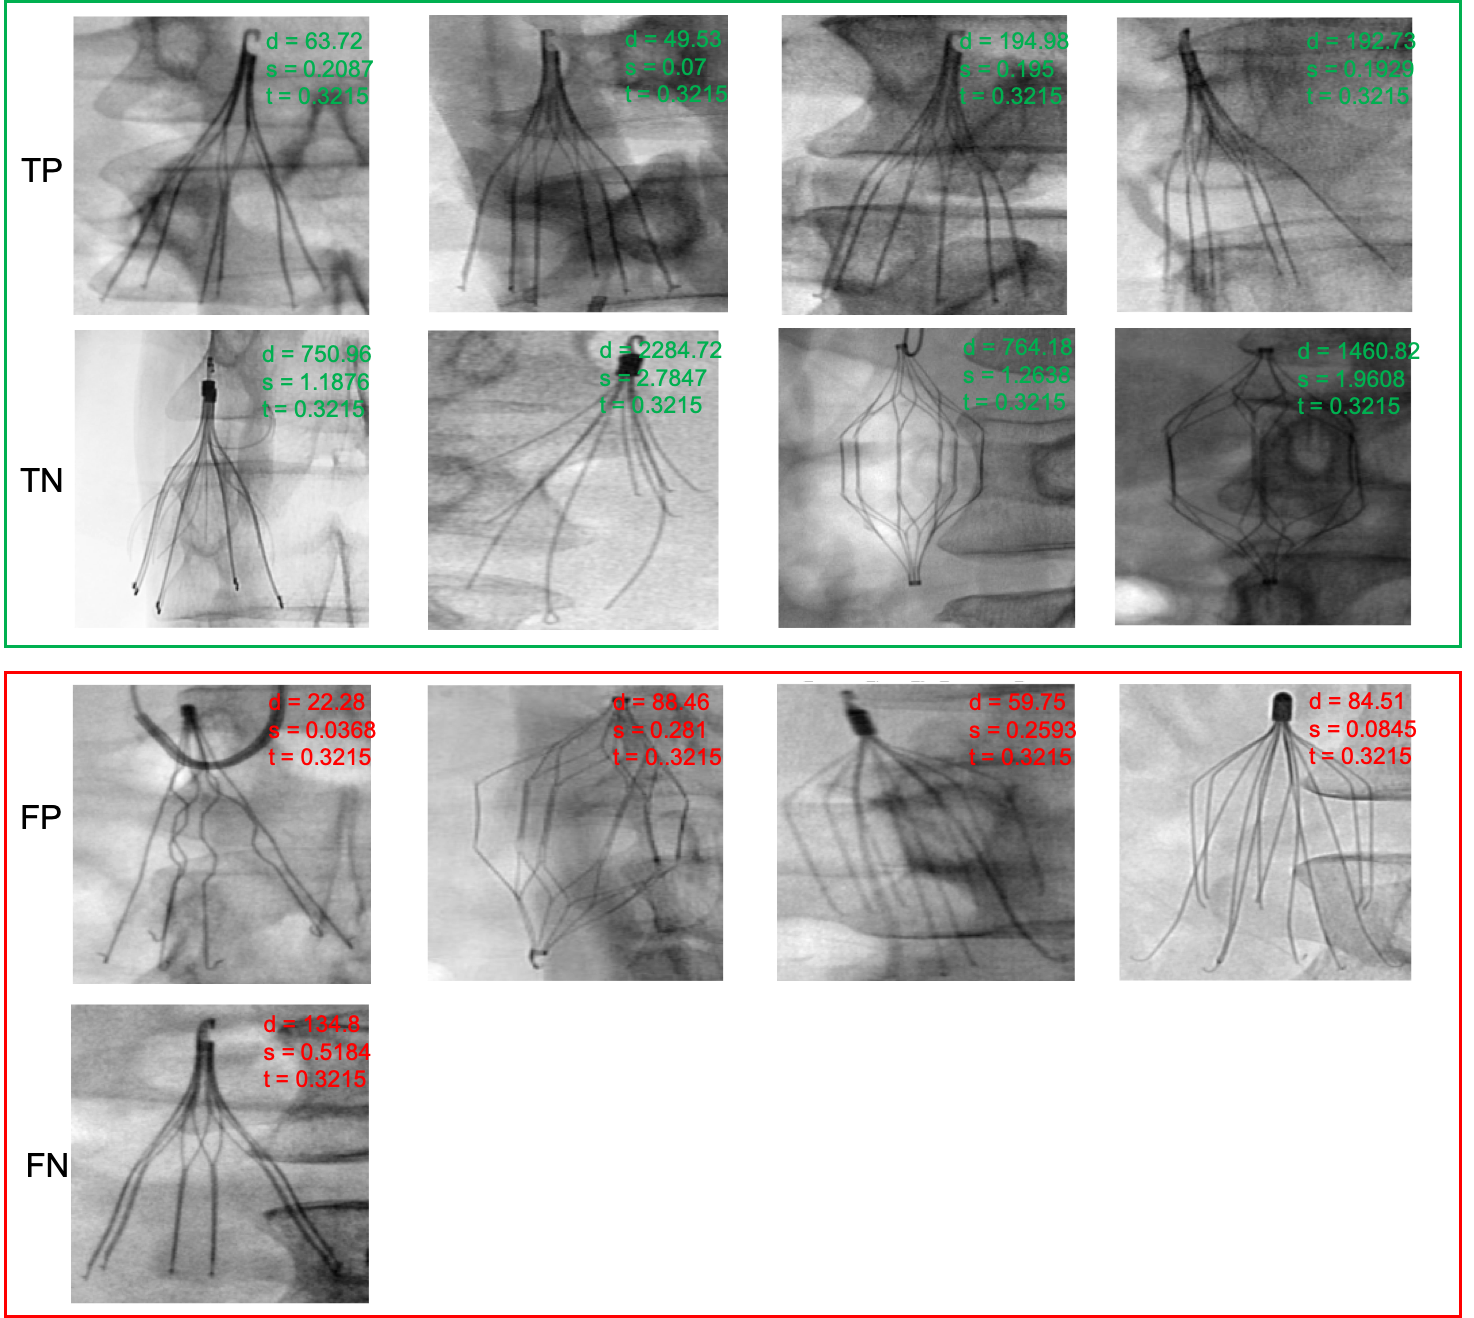 TP
d = 63.72
s = 0.2087
t = 0.3215
d = 49.53
s = 0.07
t = 0.3215
d = 194.98
s = 0.195
t = 0.3215
d = 192.73
s = 0.1929
t = 0.3215
TN
d = 750.96
s = 1.1876
t = 0.3215
d = 2284.72
s = 2.7847
t = 0.3215
d = 764.18
s = 1.2638
t = 0.3215
d = 1460.82
s = 1.9608
t = 0.3215
FP
d = 22.28
s = 0.0368
t = 0.3215
d = 88.46
s = 0.281
t = 0..3215
d = 59.75
s = 0.2593
t = 0.3215
d = 84.51
s = 0.0845
t = 0.3215
FN
d = 134.8
s = 0.5184
t = 0.3215